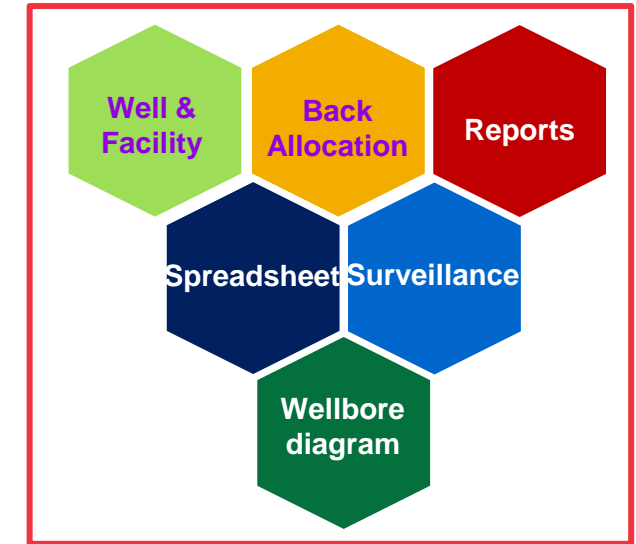 Well &
Facility
Back
Allocation
Reports
Spreadsheet
Surveillance
Wellbore
diagram